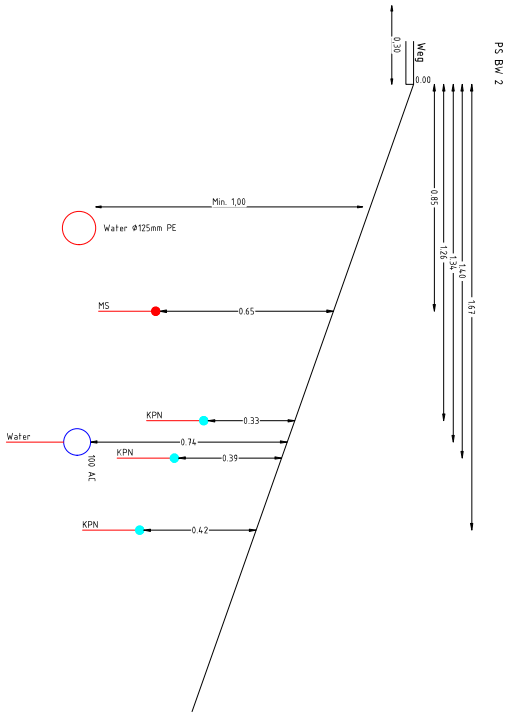 PS BW 2
0,30
Weg
0.00
0.85
1.26
1.34
1.40
1.67
Min. 1,00
Water Ø125mm PE
MS
0.65
KPN
0.33
Water
0.74
100 AC
KPN
0.39
KPN
0.42